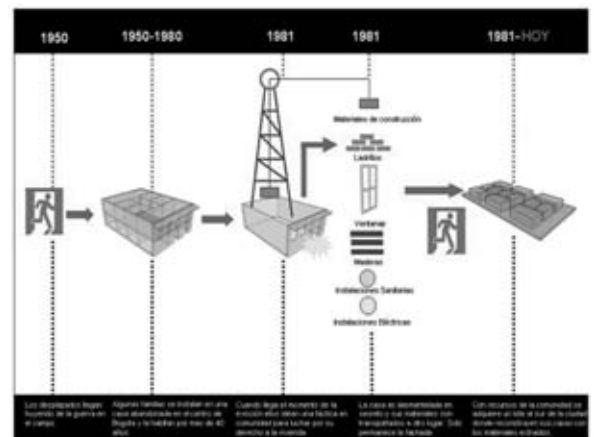 1950
1950-1980
1981
1981
1981-HOY
Materiales de construcción
Ladrillos
Ventanas
Maderas
Instalaciones Sanitarias
Instalaciones Eléctricas
Los desplazados llegan
huyendo de la guerra en
el campo
Algunas familias se instalan en una
casa abandonada en el centro de
Bogotá y la habitan por mas de 40
años
Cuando llega el momento de la
evicción ellos idean una táctica en
comunidad para luchar por su
derecho a la vivienda
La casa es desmantelada en
secreto y sus materiales son
transportados a otro lugar. Solo
permanece la fachada
Con recursos de la comunidad se
adquiere un lote al sur de la ciudad
donde reconstruyen sus casas con
los materiales extraidos